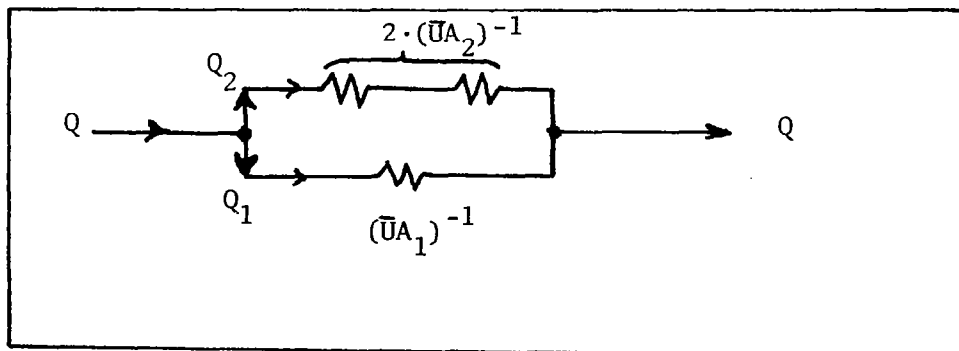 2·(ŪA₂)⁻¹
Q₂
Q Q
Q₁
(ŪA₁)⁻¹